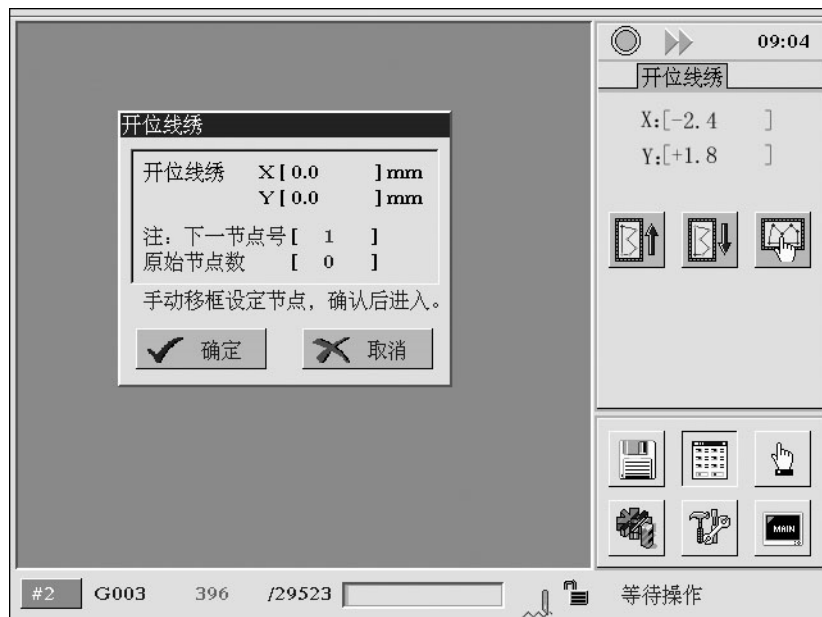 09:04
开位线绣
X:[-2.4 ]
Y:[+1.8 ]
开位线绣
开位线绣 X[0.0 ]mm
Y[0.0 ]mm
注：下一节点号[ 1 ]
原始节点数 [ 0 ]
手动移框设定节点，确认后进入。
确定 取消
MAIN
#2 G003 396 /29523 等待操作